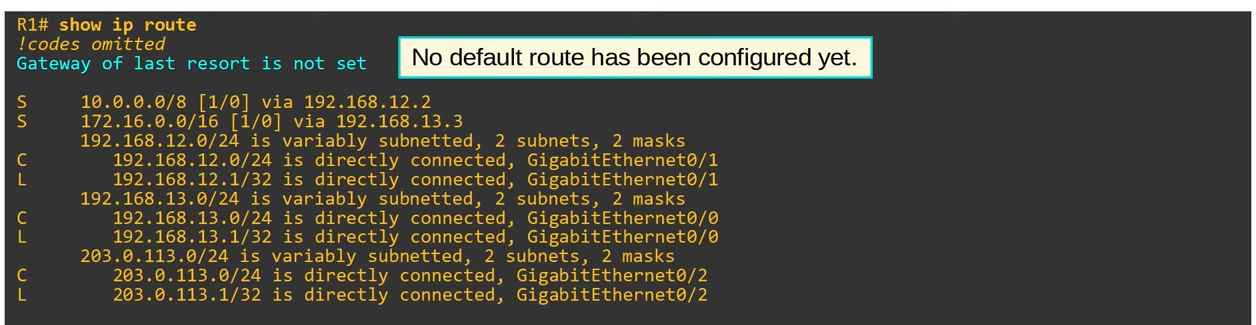 R1# show ip route
!codes omitted
Gateway of last resort is not set
No default route has been configured yet.
S 10.0.0.0/8 [1/0] via 192.168.12.2
S 172.16.0.0/16 [1/0] via 192.168.13.3
192.168.12.0/24 is variably subnetted, 2 subnets, 2 masks
C 192.168.12.0/24 is directly connected, GigabitEthernet0/1
L 192.168.12.1/32 is directly connected, GigabitEthernet0/1
192.168.13.0/24 is variably subnetted, 2 subnets, 2 masks
C 192.168.13.0/24 is directly connected, GigabitEthernet0/0
L 192.168.13.1/32 is directly connected, GigabitEthernet0/0
203.0.113.0/24 is variably subnetted, 2 subnets, 2 masks
C 203.0.113.0/24 is directly connected, GigabitEthernet0/2
L 203.0.113.1/32 is directly connected, GigabitEthernet0/2